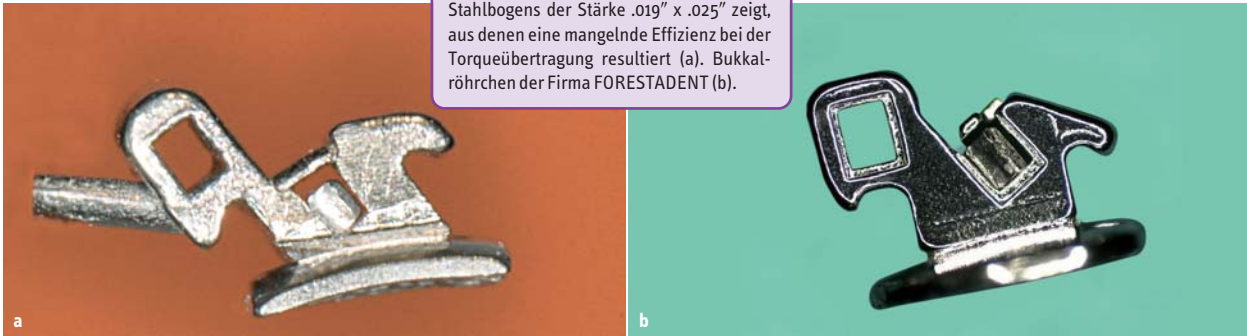 Stahlbogens der Stärke .019″ x .025″ zeigt,
aus denen eine mangelnde Effizienz bei der
Torqueübertragung resultiert (a). Bukkal-
röhrchen der Firma FORESTADENT (b).
a
b